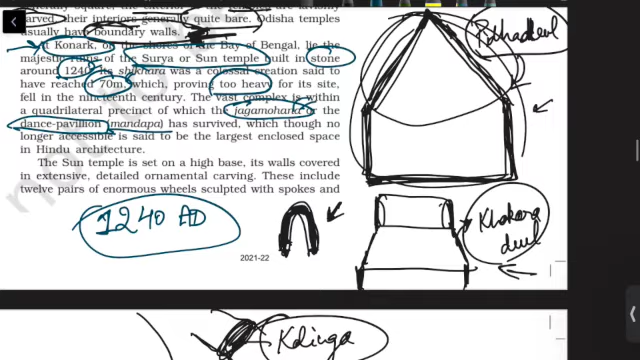 carved, their interiors generally quite bare. Odisha temples
usually have boundary walls.
At Konark, on the shores of the Bay of Bengal, lie the
majestic ruins of the Surya or Sun temple built in stone
around 1240. Its shikhara was a colossal creation said to
have reached 70m, which, proving too heavy for its site,
fell in the nineteenth century. The vast complex is within
a quadrilateral precinct of which the jagamohana or the
dance-pavilion (mandapa) has survived, which though no
longer accessible is said to be the largest enclosed space
in Hindu architecture.
The Sun temple is set on a high base, its walls covered
in extensive, detailed ornamental carving. These include
twelve pairs of enormous wheels sculpted with spokes and
1240 AD
2021-22
Khakara
deul
Kalinga